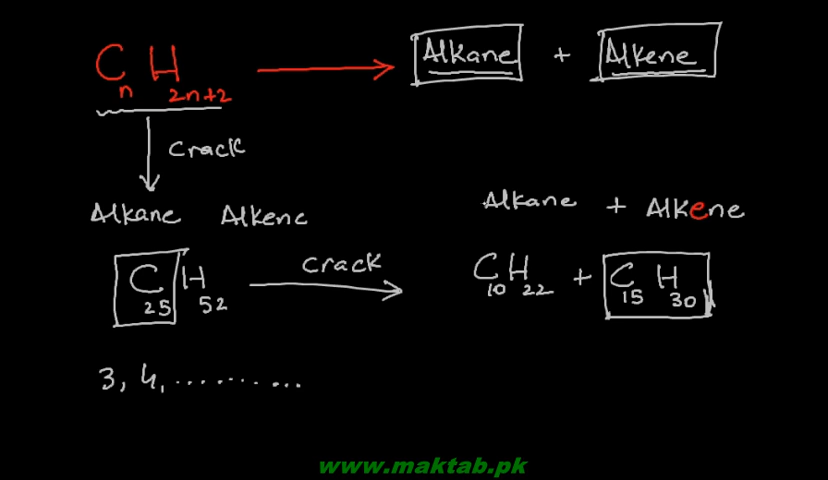 CnH2n+2 → Alkane + Alkene
crack
Alkane Alkene Alkane + Alkene
C25H52 crack → C10H22 + C15H30
3, 4, ...........
www.maktab.pk